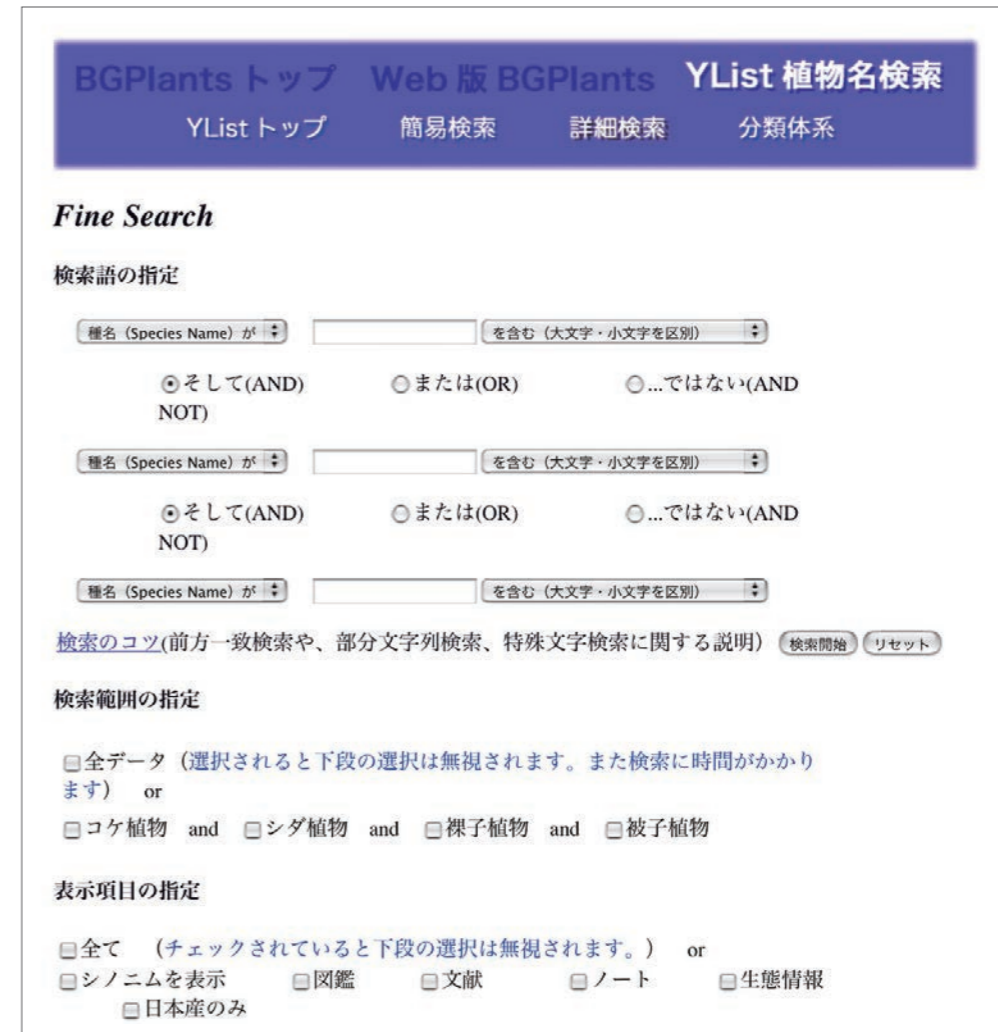 BGPlants トップ Web 版 BGPlants YList 植物名検索
YList トップ 簡易検索 詳細検索 分類体系
Fine Search
検索語の指定
種名（Species Name）が を含む（大文字・小文字を区別）
そして(AND) または(OR) ...ではない(AND
NOT)
種名（Species Name）が を含む（大文字・小文字を区別）
そして(AND) または(OR) ...ではない(AND
NOT)
種名（Species Name）が を含む（大文字・小文字を区別）
検索のコツ(前方一致検索や、部分文字列検索、特殊文字検索に関する説明） 検索開始 リセット
検索範囲の指定
全データ（選択されると下段の選択は無視されます。また検索に時間がかかり
ます） or
コケ植物 and シダ植物 and 裸子植物 and 被子植物
表示項目の指定
全て （チェックされていると下段の選択は無視されます。） or
シノニムを表示 図鑑 文献 ノート 生態情報
日本産のみ